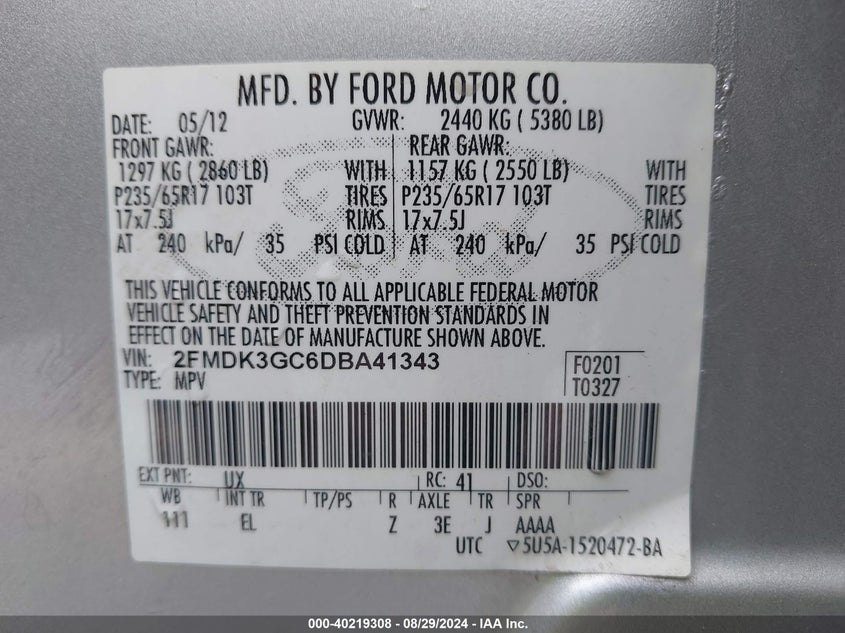 MFD. BY FORD MOTOR CO.
DATE: 05/12 GVWR: 2440 KG ( 5380 LB)
FRONT GAWR: REAR GAWR:
1297 KG ( 2860 LB) WITH 1157 KG ( 2550 LB) WITH
P235/65R17 103T TIRES P235/65R17 103T TIRES
17x7.5J RIMS 17x7.5J RIMS
AT 240 kPa/ 35 PSI COLD AT 240 kPa/ 35 PSI COLD
THIS VEHICLE CONFORMS TO ALL APPLICABLE FEDERAL MOTOR
VEHICLE SAFETY AND THEFT PREVENTION STANDARDS IN
EFFECT ON THE DATE OF MANUFACTURE SHOWN ABOVE.
VIN: 2FMDK3GC6DBA41343 F0201
TYPE: MPV T0327
EXT PNT: UX RC: 41 DSO:
WB INT TR TP/PS R AXLE TR SPR
111 EL Z 3E J AAAA
UTC ▽5U5A-1520472-BA
000-40219308 - 08/29/2024 - IAA Inc.